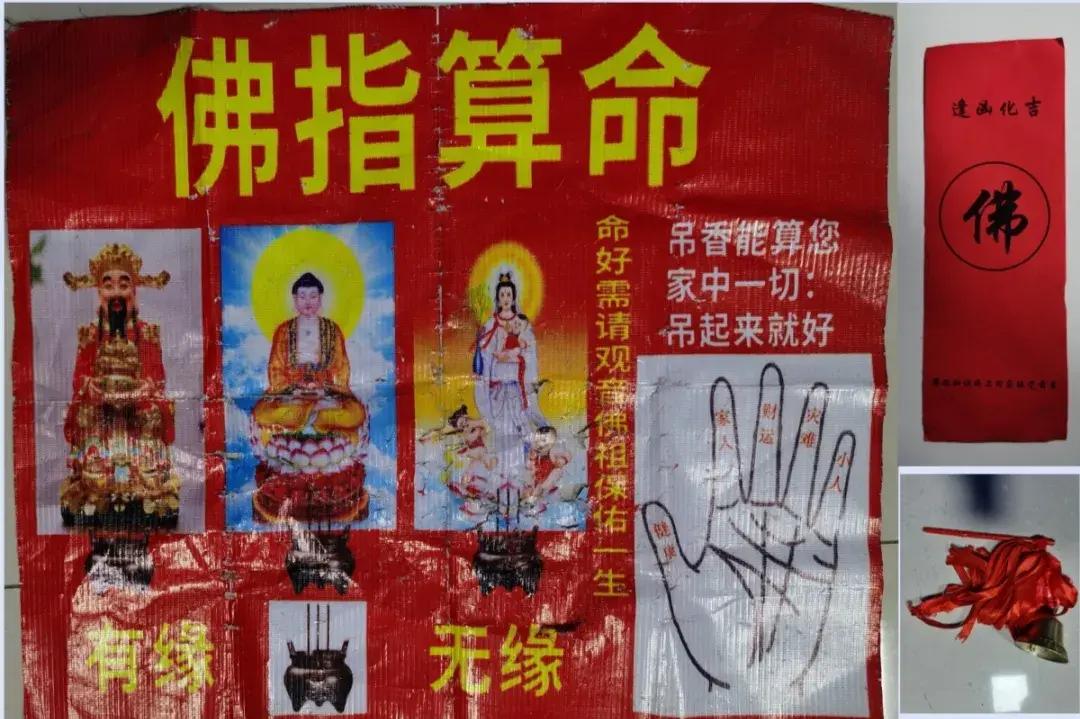 佛指算命
命好需请观音佛祖保佑一生
吊香能算您
家中一切：
吊起来就好
家人
财运
灾难
小人
健康
有缘
无缘
逢凶化吉
佛